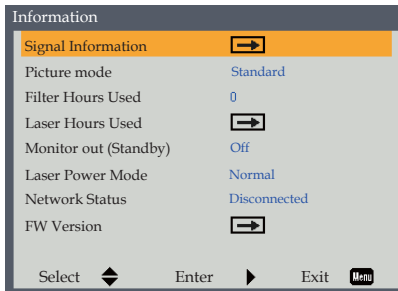 Information
Signal Information
Picture mode Standard
Filter Hours Used 0
Laser Hours Used
Monitor out (Standby) Off
Laser Power Mode Normal
Network Status Disconnected
FW Version
Select Enter Exit Menu